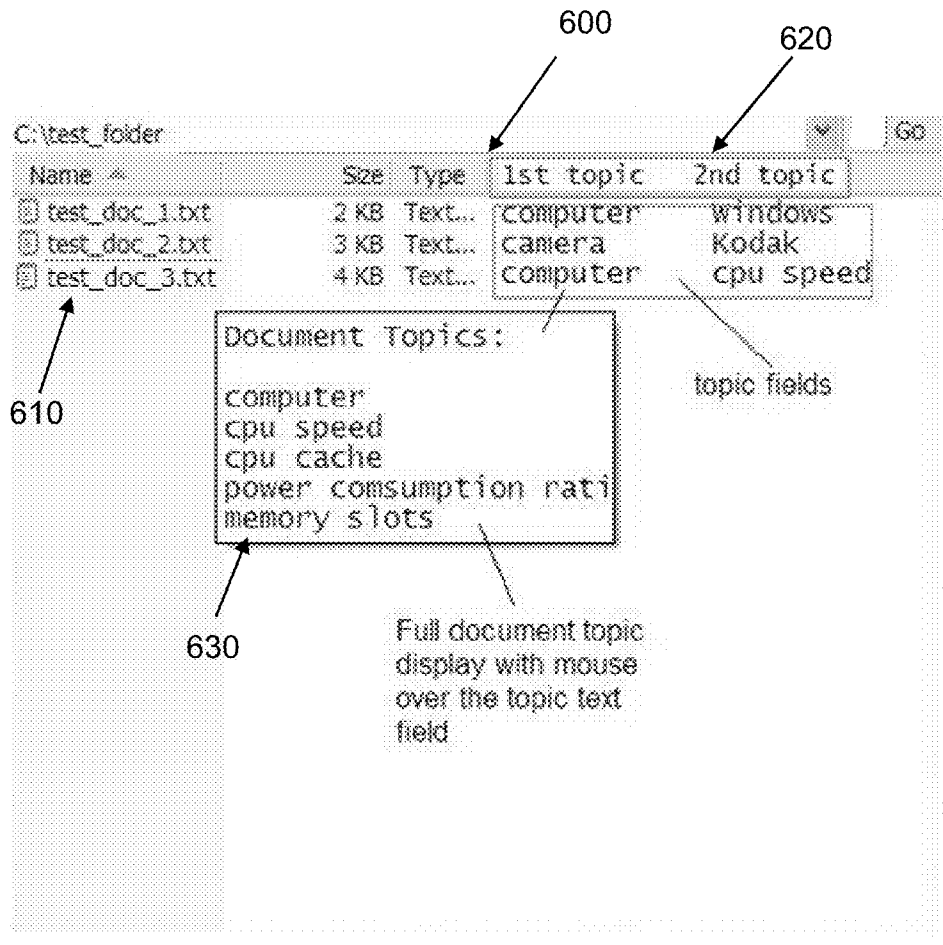 600
620
C:\test_folder Go
Name Size Type 1st topic 2nd topic
test_doc_1.txt 2 KB Text... computer windows
test_doc_2.txt 3 KB Text... camera Kodak
test_doc_3.txt 4 KB Text... computer cpu speed
Document Topics:
topic fields
610
computer
cpu speed
cpu cache
power comsumption rati
memory slots
630
Full document topic
display with mouse
over the topic text
field